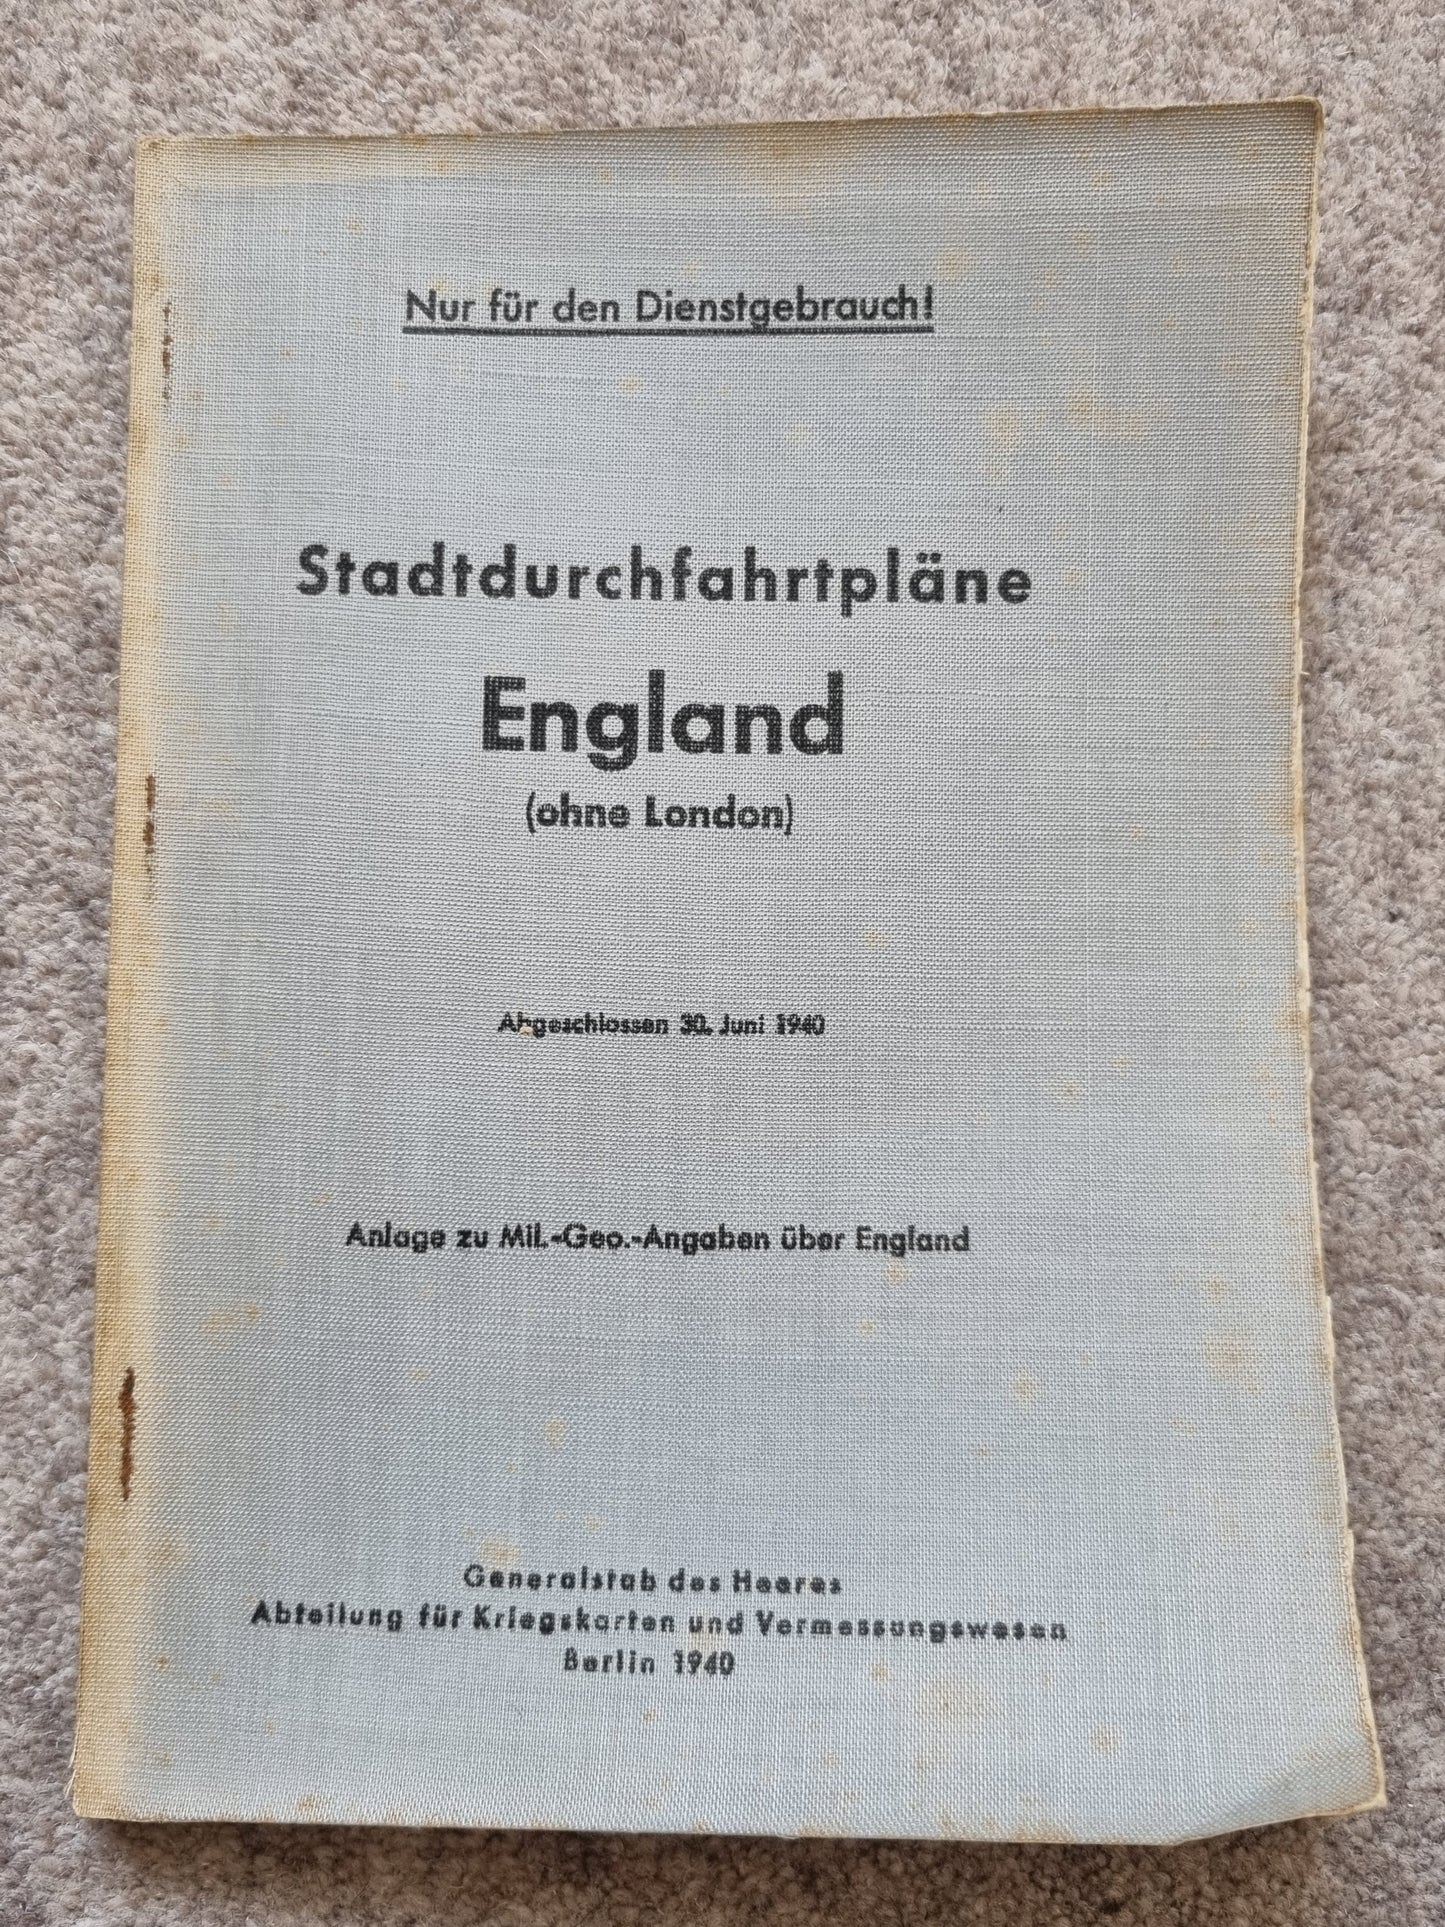 Nur für den Dienstgebrauch!
Stadtdurchfahrtpläne
England
(ohne London)
Abgeschlossen 30. Juni 1940
Anlage zu Mil.-Geo.-Angaben über England
Generalstab des Heeres
Abteilung für Kriegskarten und Vermessungswesen
Berlin 1940